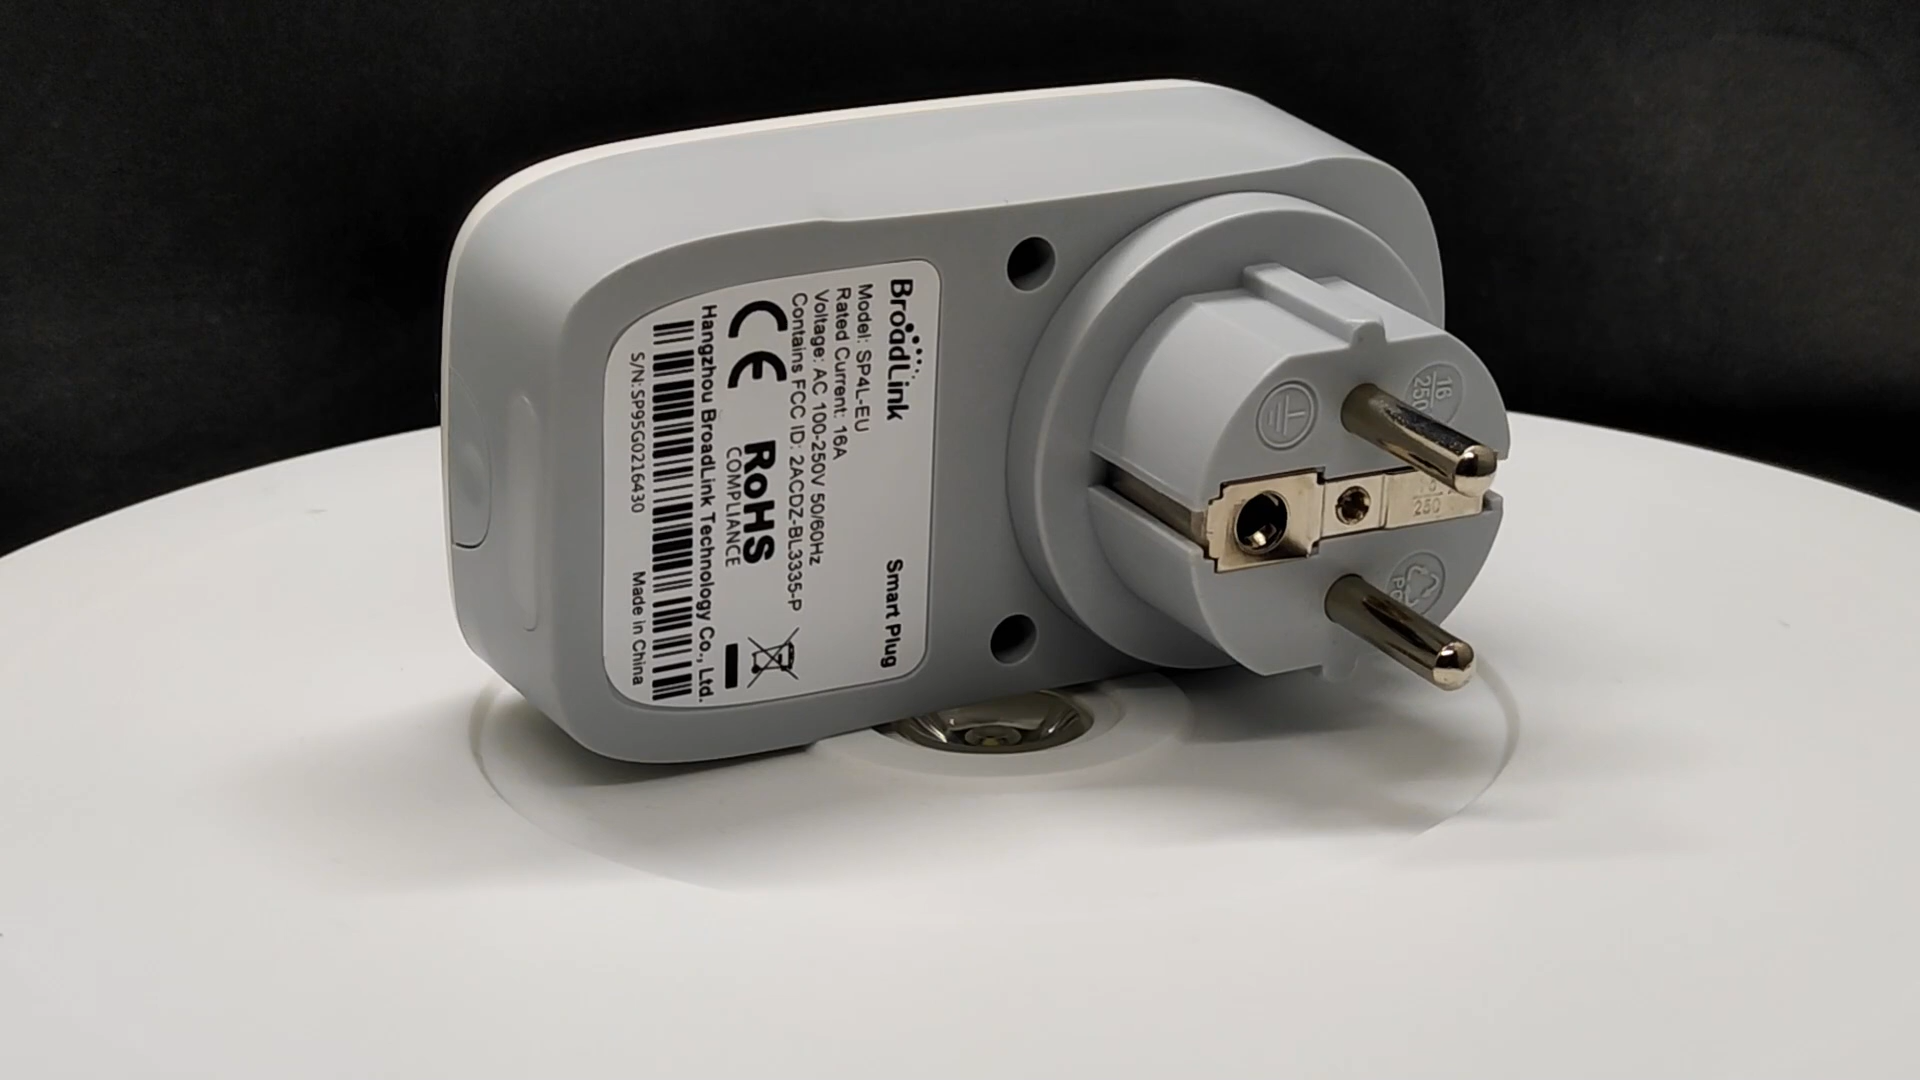 BroadLink
Smart Plug
Model: SP4L-EU
Rated Current: 16A
Voltage: AC 100-250V 50/60Hz
Contains FCC ID: 2ACDZ-BL3335-P
CE
RoHS
COMPLIANCE
Hangzhou BroadLink Technology Co., Ltd.
S/N:SP95G0216430
Made in China
16
250
250